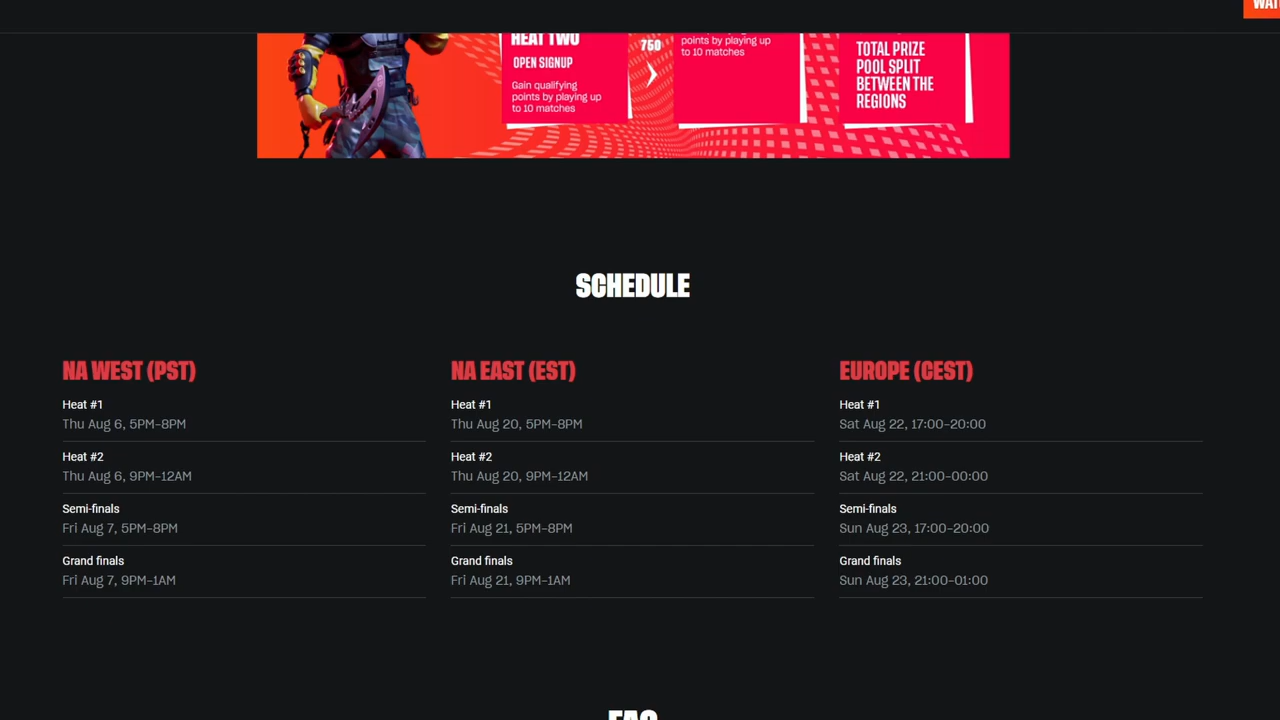 HEAT TWO
OPEN SIGNUP
Gain qualifying
points by playing up
to 10 matches
750
points by playing up
to 10 matches
TOTAL PRIZE
POOL SPLIT
BETWEEN THE
REGIONS
SCHEDULE
NA WEST (PST)
Heat #1
Thu Aug 6, 5PM-8PM
Heat #2
Thu Aug 6, 9PM-12AM
Semi-finals
Fri Aug 7, 5PM-8PM
Grand finals
Fri Aug 7, 9PM-1AM
NA EAST (EST)
Heat #1
Thu Aug 20, 5PM-8PM
Heat #2
Thu Aug 20, 9PM-12AM
Semi-finals
Fri Aug 21, 5PM-8PM
Grand finals
Fri Aug 21, 9PM-1AM
EUROPE (CEST)
Heat #1
Sat Aug 22, 17:00-20:00
Heat #2
Sat Aug 22, 21:00-00:00
Semi-finals
Sun Aug 23, 17:00-20:00
Grand finals
Sun Aug 23, 21:00-01:00
FAQ